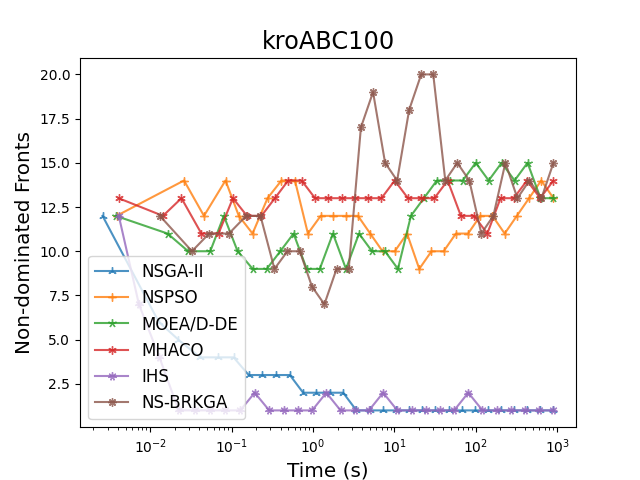 kroABC100
Non-dominated Fronts
20.0
17.5
15.0
12.5
10.0
7.5
5.0
2.5
NSGA-II
NSPSO
MOEA/D-DE
MHACO
IHS
NS-BRKGA
10⁻² 10⁻¹ 10⁰ 10¹ 10² 10³
Time (s)